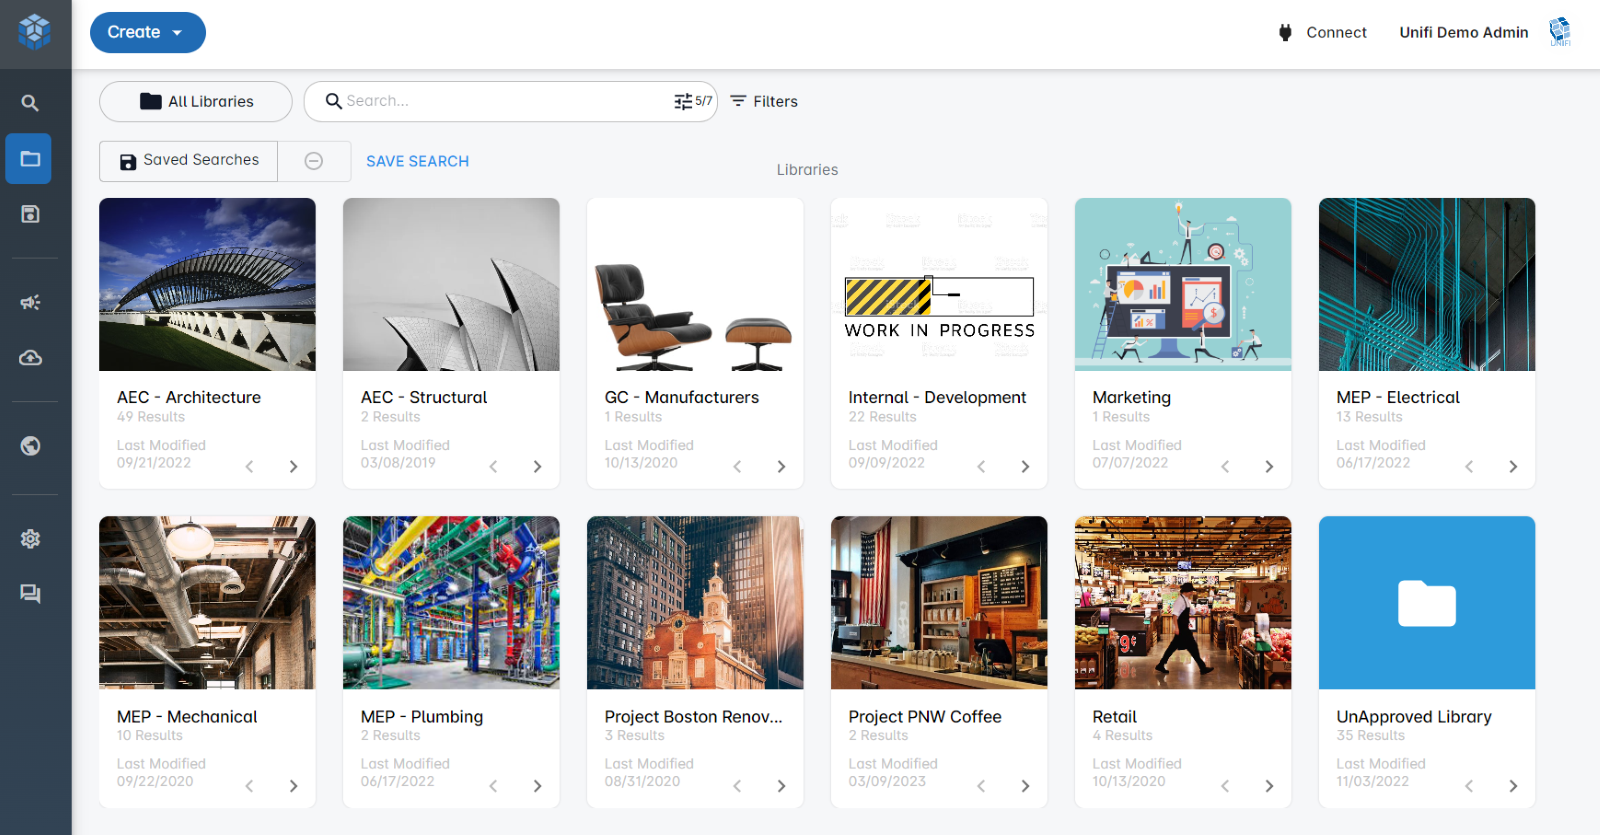 Create
Connect
Unifi Demo Admin
UNIFI
All Libraries
Search...
5/7
Filters
Saved Searches
SAVE SEARCH
Libraries
WORK IN PROGRESS
AEC - Architecture
49 Results
Last Modified
09/21/2022
AEC - Structural
2 Results
Last Modified
03/08/2019
GC - Manufacturers
1 Results
Last Modified
10/13/2020
Internal - Development
22 Results
Last Modified
09/09/2022
Marketing
1 Results
Last Modified
07/07/2022
MEP - Electrical
13 Results
Last Modified
06/17/2022
9¢
MEP - Mechanical
10 Results
Last Modified
09/22/2020
MEP - Plumbing
2 Results
Last Modified
06/17/2022
Project Boston Renov...
3 Results
Last Modified
08/31/2020
Project PNW Coffee
2 Results
Last Modified
03/09/2023
Retail
4 Results
Last Modified
10/13/2020
UnApproved Library
35 Results
Last Modified
11/03/2022